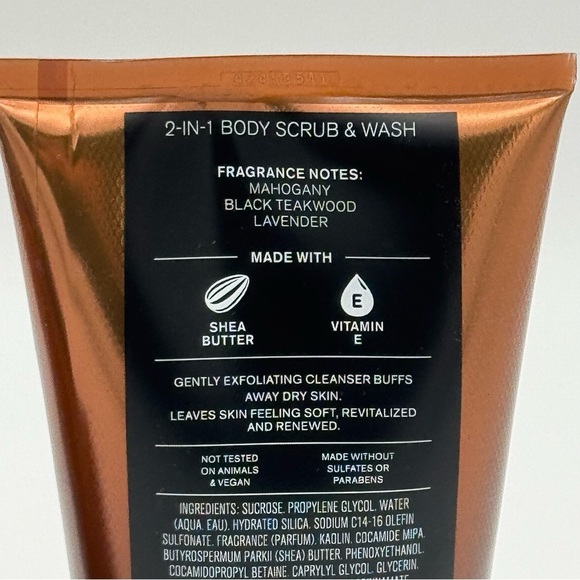 2-IN-1 BODY SCRUB & WASH
FRAGRANCE NOTES:
MAHOGANY
BLACK TEAKWOOD
LAVENDER
MADE WITH
E
SHEA
BUTTER
VITAMIN
E
GENTLY EXFOLIATING CLEANSER BUFFS
AWAY DRY SKIN.
LEAVES SKIN FEELING SOFT, REVITALIZED
AND RENEWED.
NOT TESTED
ON ANIMALS
& VEGAN
MADE WITHOUT
SULFATES OR
PARABENS
INGREDIENTS: SUCROSE, PROPYLENE GLYCOL, WATER
(AQUA, EAU), HYDRATED SILICA, SODIUM C14-16 OLEFIN
SULFONATE, FRAGRANCE (PARFUM), KAOLIN, COCAMIDE MIPA,
BUTYROSPERMUM PARKII (SHEA) BUTTER, PHENOXYETHANOL,
COCAMIDOPROPYL BETAINE, CAPRYLYL GLYCOL, GLYCERIN,